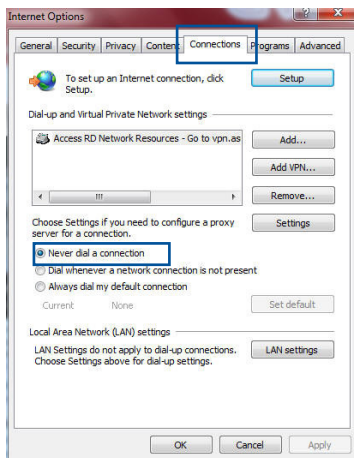 Internet Options
General Security Privacy Content Connections Programs Advanced
To set up an Internet connection, click
Setup.
Setup
Dial-up and Virtual Private Network settings
Access RD Network Resources - Go to vpn.as
Add...
Add VPN...
Remove...
Choose Settings if you need to configure a proxy
server for a connection.
Settings
Never dial a connection
Dial whenever a network connection is not present
Always dial my default connection
Current None
Set default
Local Area Network (LAN) settings
LAN Settings do not apply to dial-up connections.
Choose Settings above for dial-up settings.
LAN settings
OK Cancel Apply